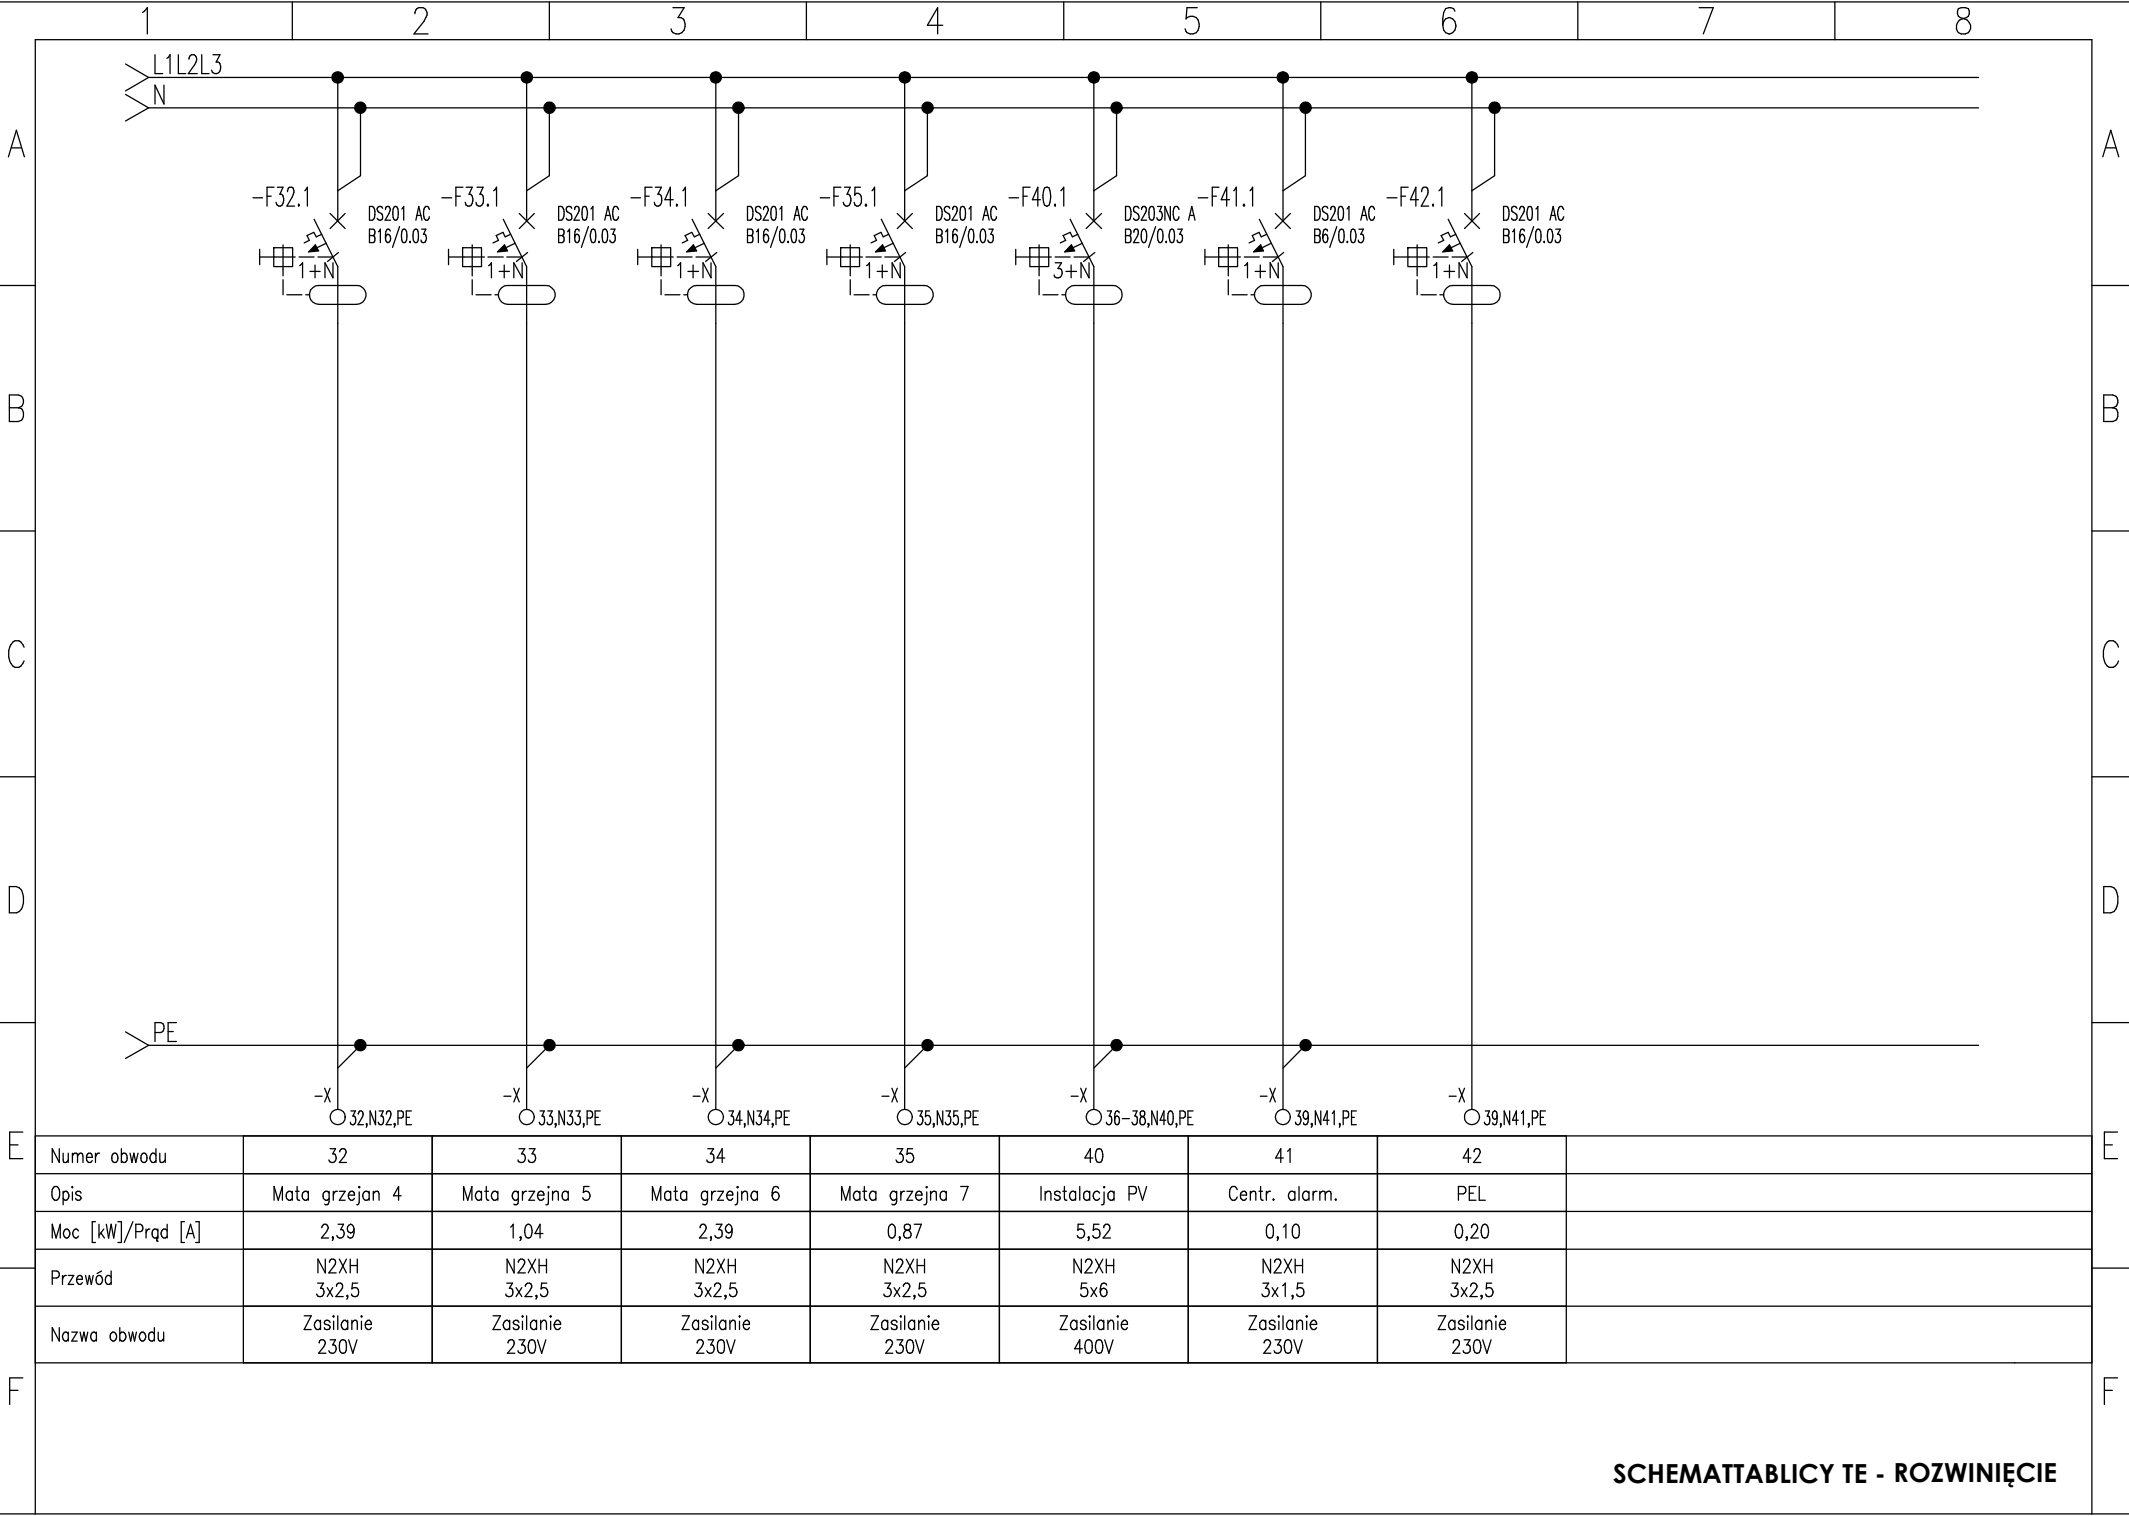 1 2 3 4 5 6 7 8
L1L2L3
N
A A
-F32.1 -F33.1 -F34.1 -F35.1 -F40.1 -F41.1 -F42.1
DS201 AC DS201 AC DS201 AC DS201 AC DS203NC A DS201 AC DS201 AC
B16/0.03 B16/0.03 B16/0.03 B16/0.03 B20/0.03 B6/0.03 B16/0.03
1+N 1+N 1+N 1+N 3+N 1+N 1+N
B B
C C
D D
PE
-X -X -X -X -X -X -X
32,N32,PE 33,N33,PE 34,N34,PE 35,N35,PE 36-38,N40,PE 39,N41,PE 39,N41,PE
E E
Numer obwodu 32 33 34 35 40 41 42
Opis Mata grzejan 4 Mata grzejna 5 Mata grzejna 6 Mata grzejna 7 Instalacja PV Centr. alarm. PEL
Moc [kW]/Prąd [A] 2,39 1,04 2,39 0,87 5,52 0,10 0,20
Przewód N2XH N2XH N2XH N2XH N2XH N2XH N2XH
3x2,5 3x2,5 3x2,5 3x2,5 5x6 3x1,5 3x2,5
Nazwa obwodu Zasilanie Zasilanie Zasilanie Zasilanie Zasilanie Zasilanie Zasilanie
230V 230V 230V 230V 400V 230V 230V
F F
SCHEMATTABLICY TE - ROZWINIĘCIE